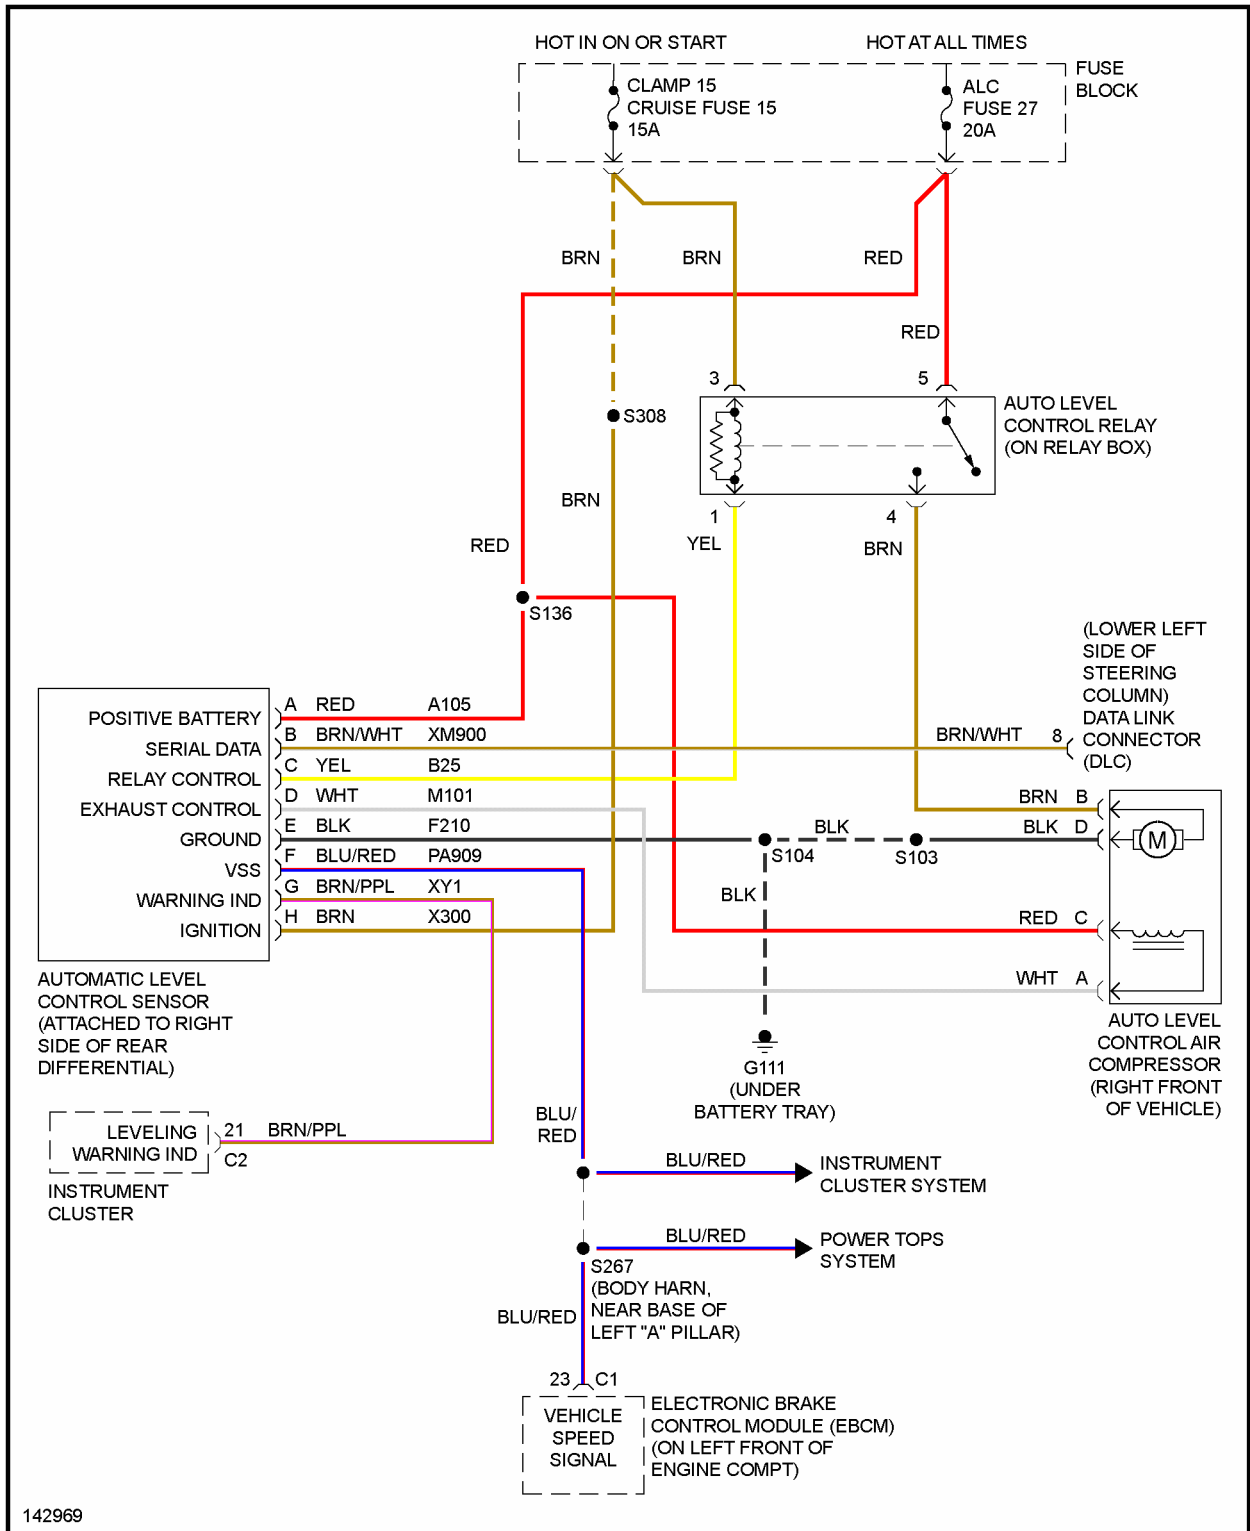 HOT IN ON OR START
HOT AT ALL TIMES
FUSE
BLOCK
CLAMP 15
CRUISE FUSE 15
15A
ALC
FUSE 27
20A
BRN
BRN
RED
RED
3
5
AUTO LEVEL
CONTROL RELAY
(ON RELAY BOX)
S308
BRN
1
4
YEL
BRN
RED
S136
(LOWER LEFT
SIDE OF
STEERING
COLUMN)
DATA LINK
CONNECTOR
(DLC)
POSITIVE BATTERY
A RED A105
SERIAL DATA
B BRN/WHT XM900
BRN/WHT 8
RELAY CONTROL
C YEL B25
EXHAUST CONTROL
D WHT M101
GROUND
E BLK F210
VSS
F BLU/RED PA909
WARNING IND
G BRN/PPL XY1
IGNITION
H BRN X300
BRN B
BLK
BLK D
M
S104
S103
BLK
RED C
WHT A
AUTOMATIC LEVEL
CONTROL SENSOR
(ATTACHED TO RIGHT
SIDE OF REAR
DIFFERENTIAL)
AUTO LEVEL
CONTROL AIR
COMPRESSOR
(RIGHT FRONT
OF VEHICLE)
G111
(UNDER
BATTERY TRAY)
LEVELING
WARNING IND
21 BRN/PPL
C2
INSTRUMENT
CLUSTER
BLU/
RED
BLU/RED
INSTRUMENT
CLUSTER SYSTEM
BLU/RED
POWER TOPS
SYSTEM
S267
(BODY HARN,
NEAR BASE OF
LEFT "A" PILLAR)
BLU/RED
23 C1
VEHICLE
SPEED
SIGNAL
ELECTRONIC BRAKE
CONTROL MODULE (EBCM)
(ON LEFT FRONT OF
ENGINE COMPT)
142969